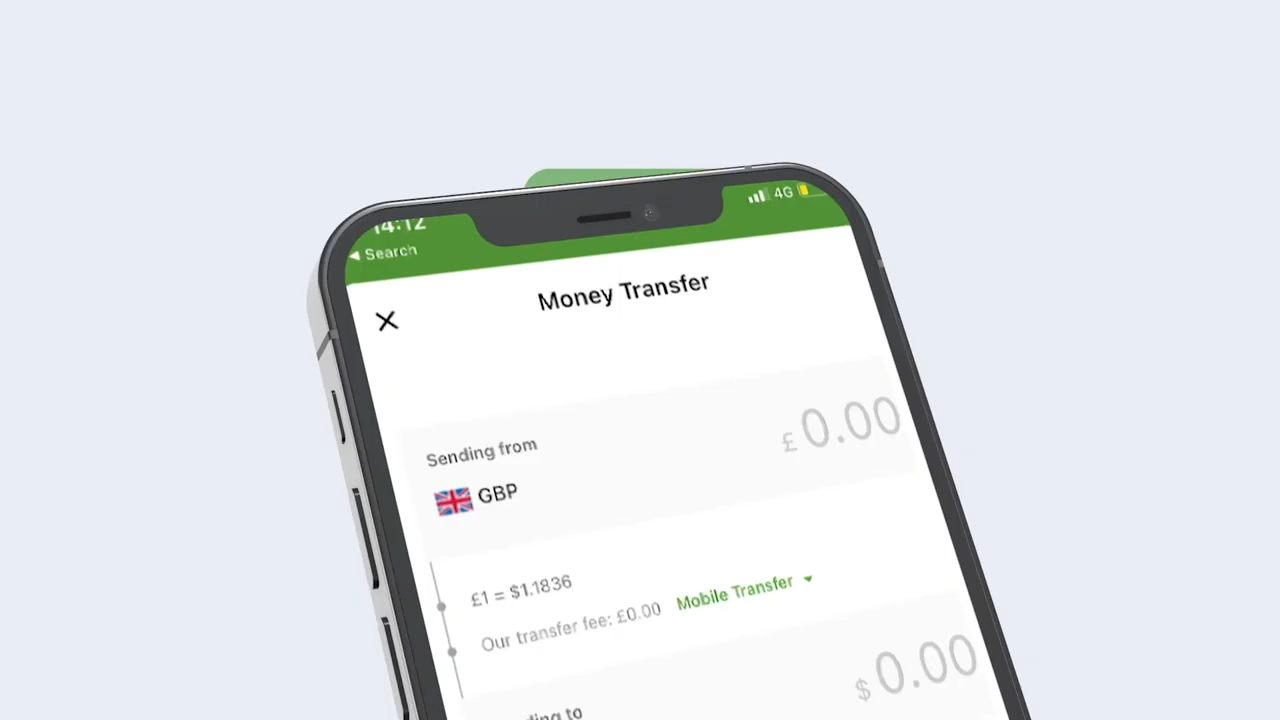 14:12
4G
Search
Money Transfer
Sending from
£ 0.00
GBP
£1 = $1.1836
Our transfer fee: £0.00 Mobile Transfer
$ 0.00
to